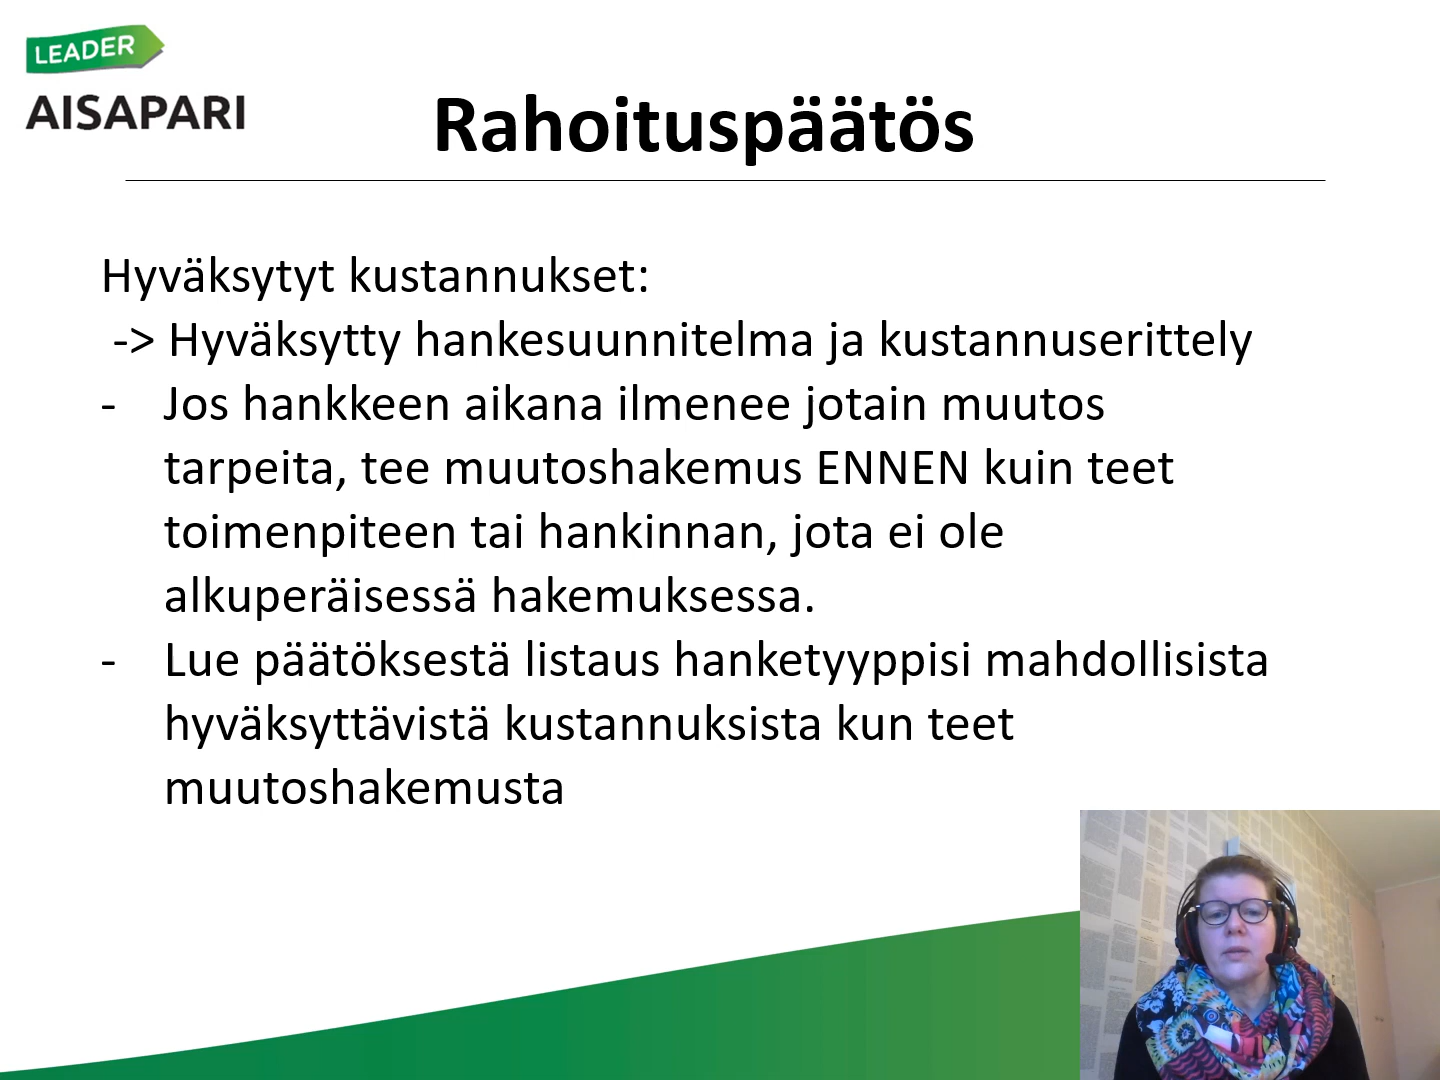 LEADER
AISAPARI
Rahoituspäätös
Hyväksytyt kustannukset:
-> Hyväksytty hankesuunnitelma ja kustannuserittely
- Jos hankkeen aikana ilmenee jotain muutos
tarpeita, tee muutoshakemus ENNEN kuin teet
toimenpiteen tai hankinnan, jota ei ole
alkuperäisessä hakemuksessa.
- Lue päätöksestä listaus hanketyyppisi mahdollisista
hyväksyttävistä kustannuksista kun teet
muutoshakemusta